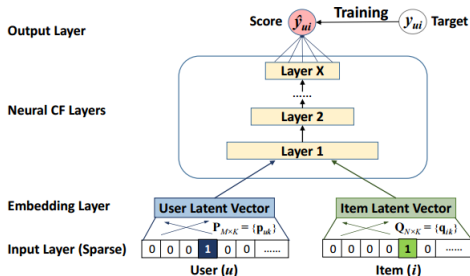 Output Layer
Score ŷui Training yui Target
Layer X
......
Neural CF Layers
Layer 2
Layer 1
Embedding Layer
User Latent Vector
Item Latent Vector
PM×K = {puk}
QN×K = {qik}
Input Layer (Sparse)
0 0 0 1 0 0 ......
0 0 0 0 1 0 ......
User (u)
Item (i)